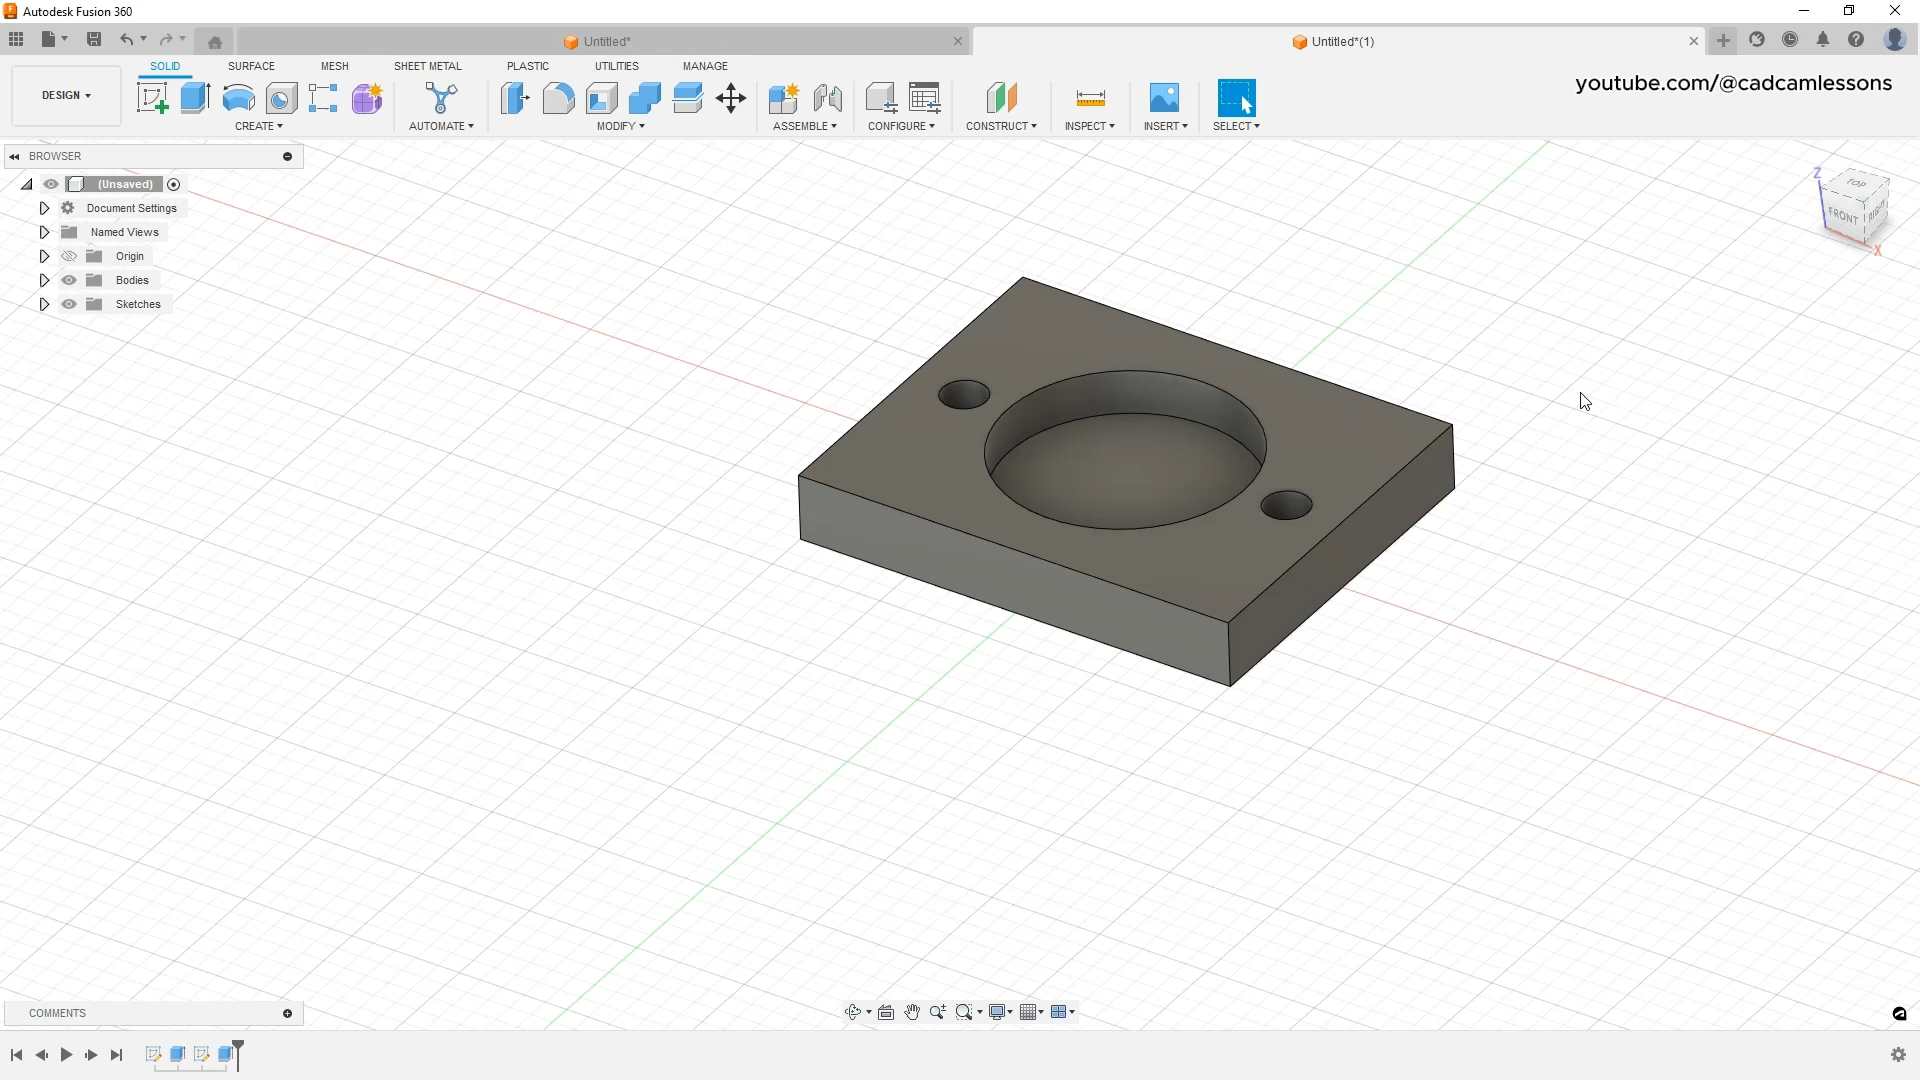 Autodesk Fusion 360
Untitled*
Untitled*(1)
SOLID SURFACE MESH SHEET METAL PLASTIC UTILITIES MANAGE
youtube.com/@cadcamlessons
DESIGN
CREATE AUTOMATE MODIFY ASSEMBLE CONFIGURE CONSTRUCT INSPECT INSERT SELECT
BROWSER
(Unsaved)
Document Settings
Named Views
Origin
Bodies
Sketches
Z
TOP
FRONT
RIGHT
X
COMMENTS